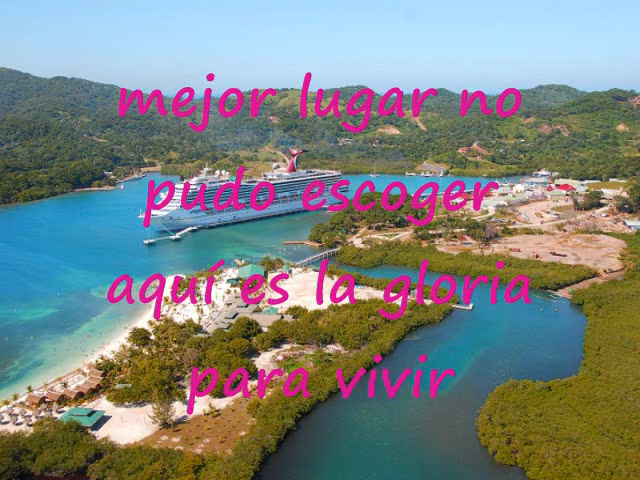 mejor lugar no
pudo escoger
aquí es la gloria
para vivir